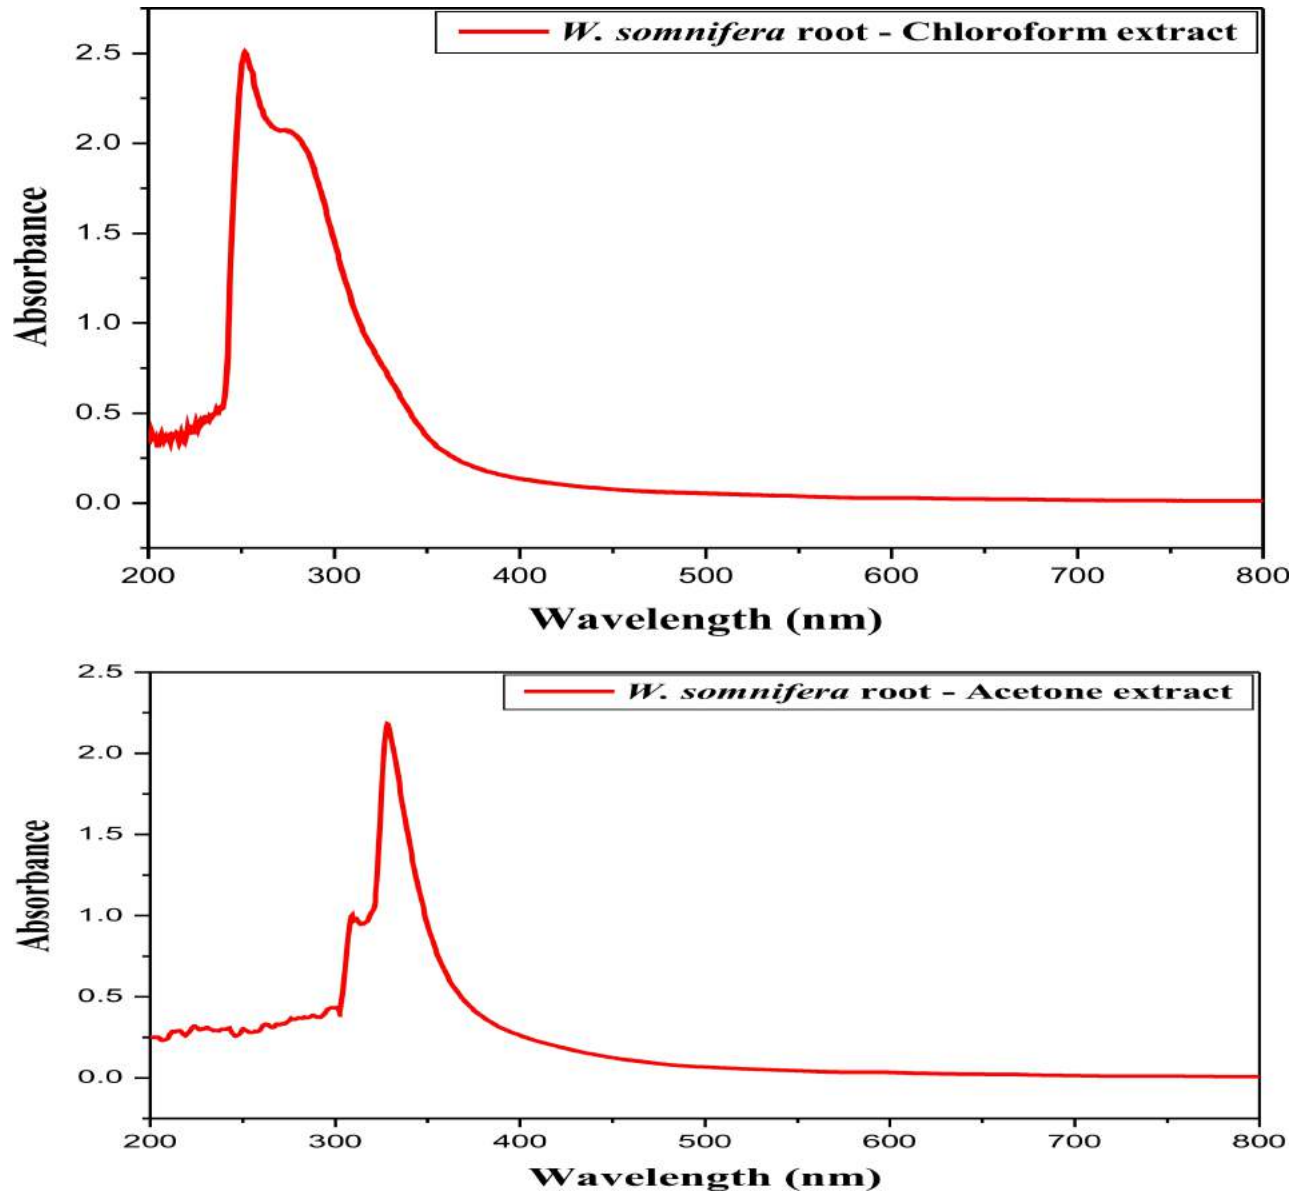 W. somnifera root - Chloroform extract
2.5
2.0
1.5
1.0
0.5
0.0
Absorbance
200 300 400 500 600 700 800
Wavelength (nm)
W. somnifera root - Acetone extract
2.5
2.0
1.5
1.0
0.5
0.0
Absorbance
200 300 400 500 600 700 800
Wavelength (nm)